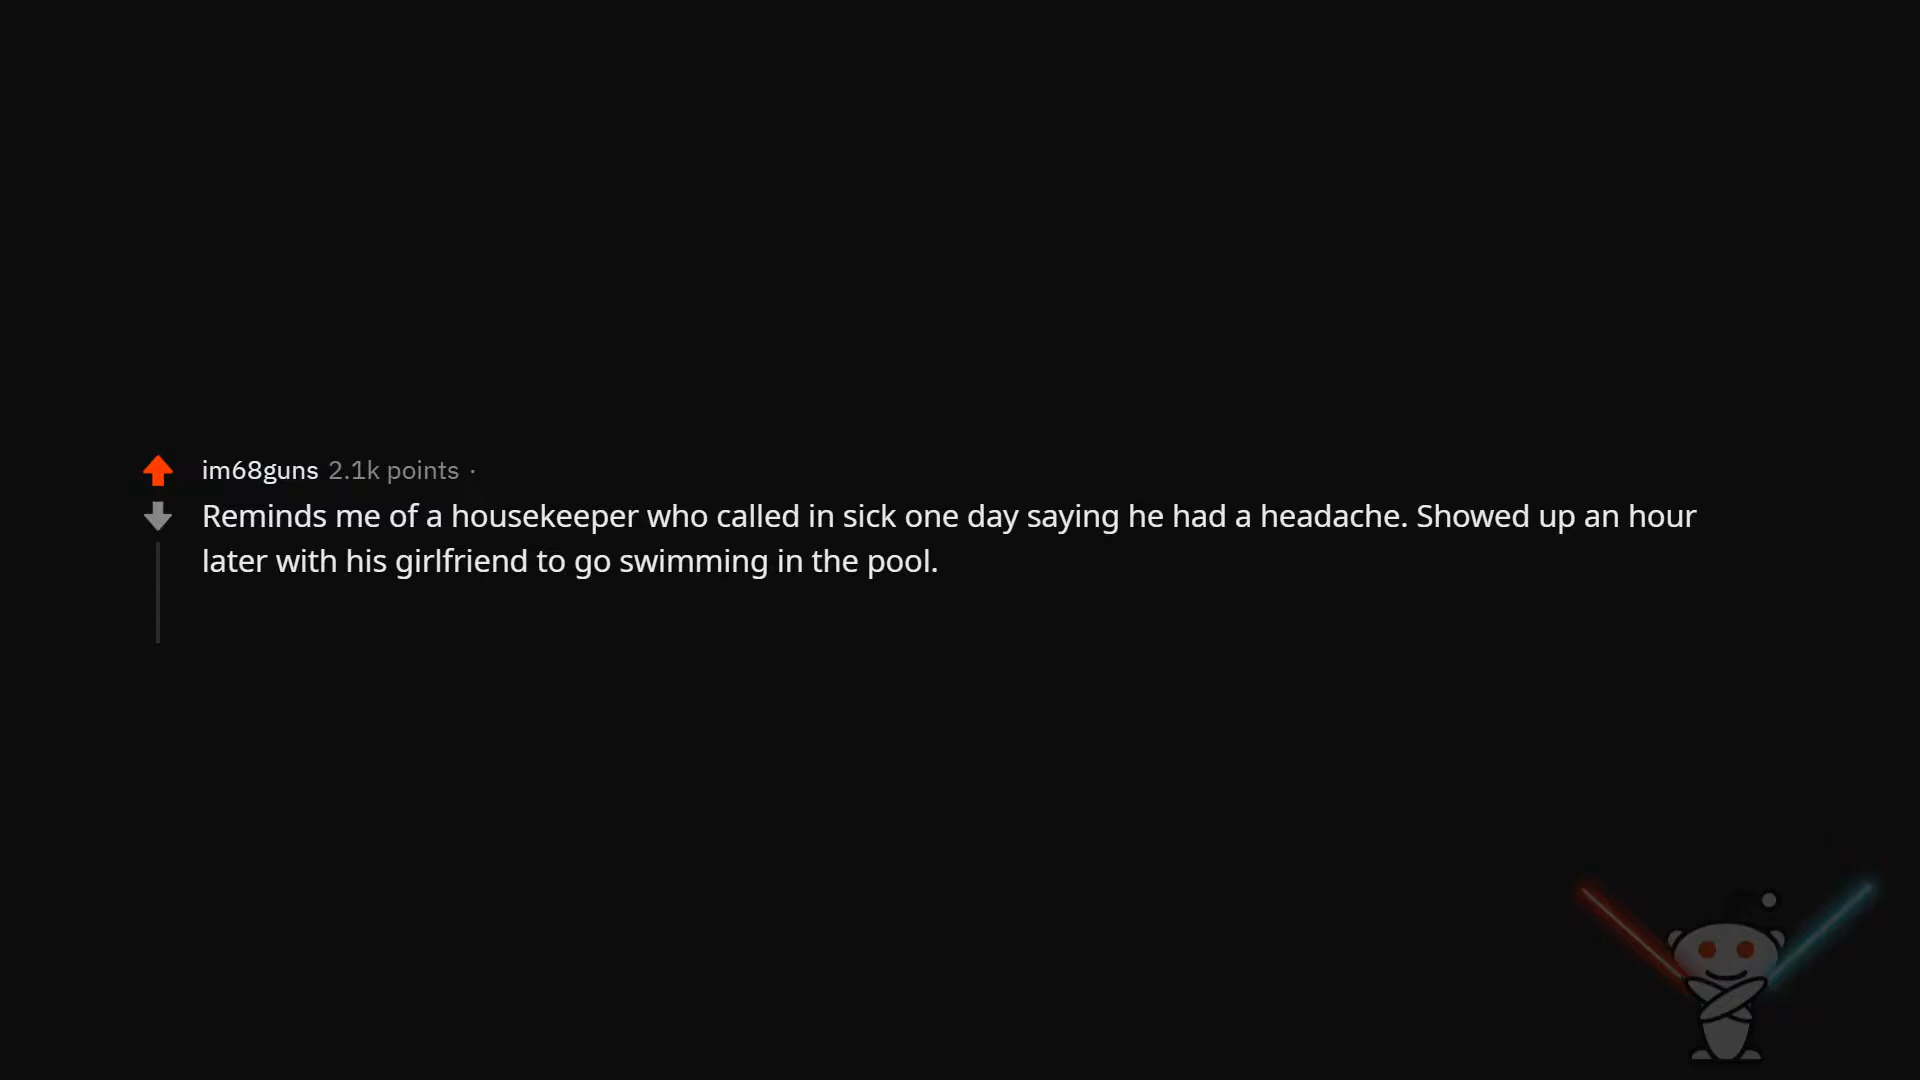 im68guns 2.1k points ·
Reminds me of a housekeeper who called in sick one day saying he had a headache. Showed up an hour
later with his girlfriend to go swimming in the pool.